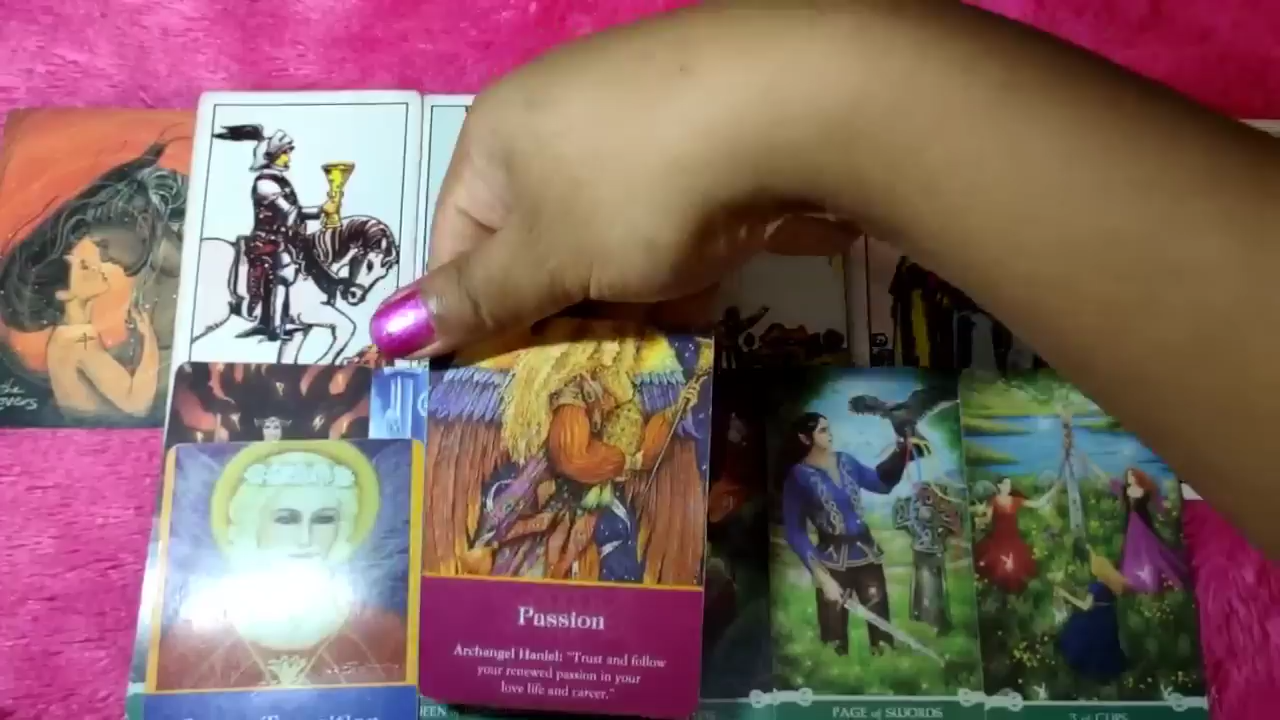 Lovers
Passion
Archangel Haniel: "Trust and follow
your renewed passion in your
love life and career."
PAGE of SWORDS
3 of CUPS